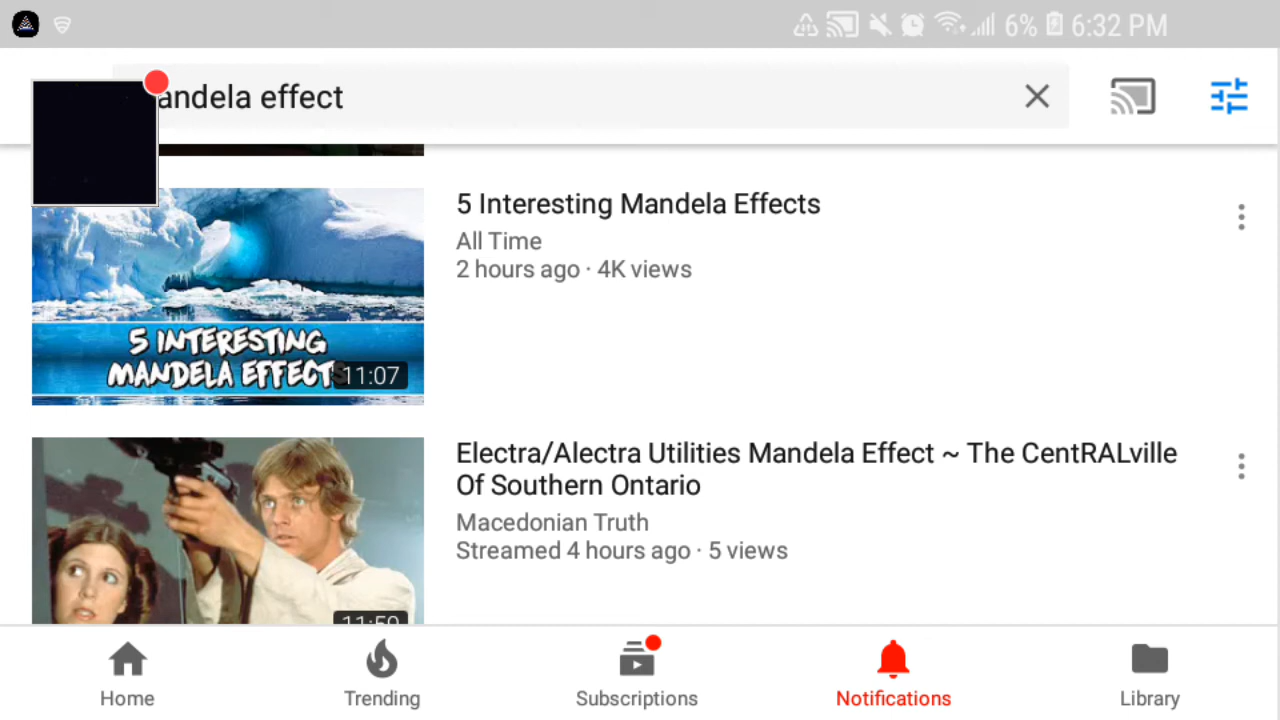 6% 6:32 PM
andela effect
5 Interesting Mandela Effects
All Time
2 hours ago · 4K views
5 INTERESTING
MANDELA EFFECTS
11:07
Electra/Alectra Utilities Mandela Effect ~ The CentRALville
Of Southern Ontario
Macedonian Truth
Streamed 4 hours ago · 5 views
Home
Trending
Subscriptions
Notifications
Library